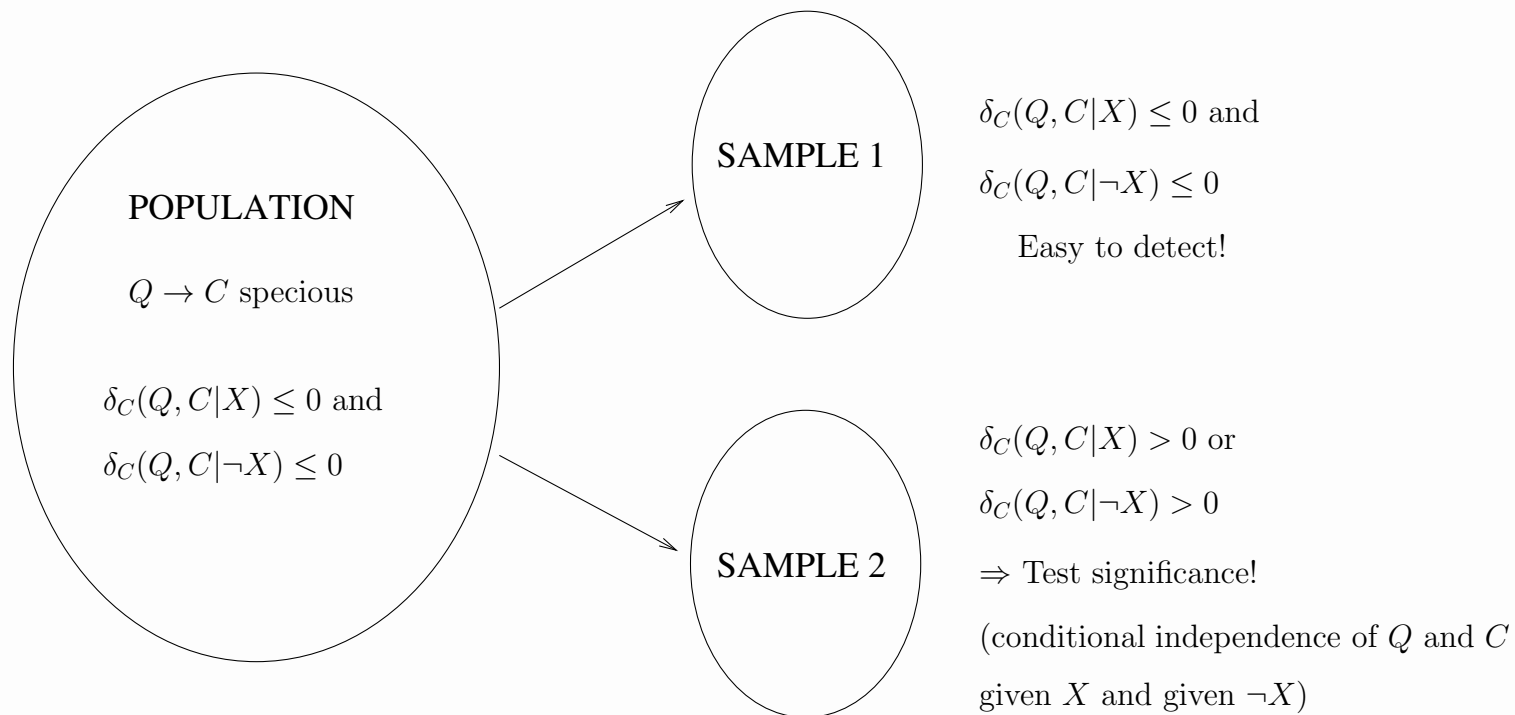 POPULATION
Q → C specious
δ_C(Q, C|X) ≤ 0 and
δ_C(Q, C|¬X) ≤ 0
SAMPLE 1
δ_C(Q, C|X) ≤ 0 and
δ_C(Q, C|¬X) ≤ 0
Easy to detect!
SAMPLE 2
δ_C(Q, C|X) > 0 or
δ_C(Q, C|¬X) > 0
⇒ Test significance!
(conditional independence of Q and C
given X and given ¬X)